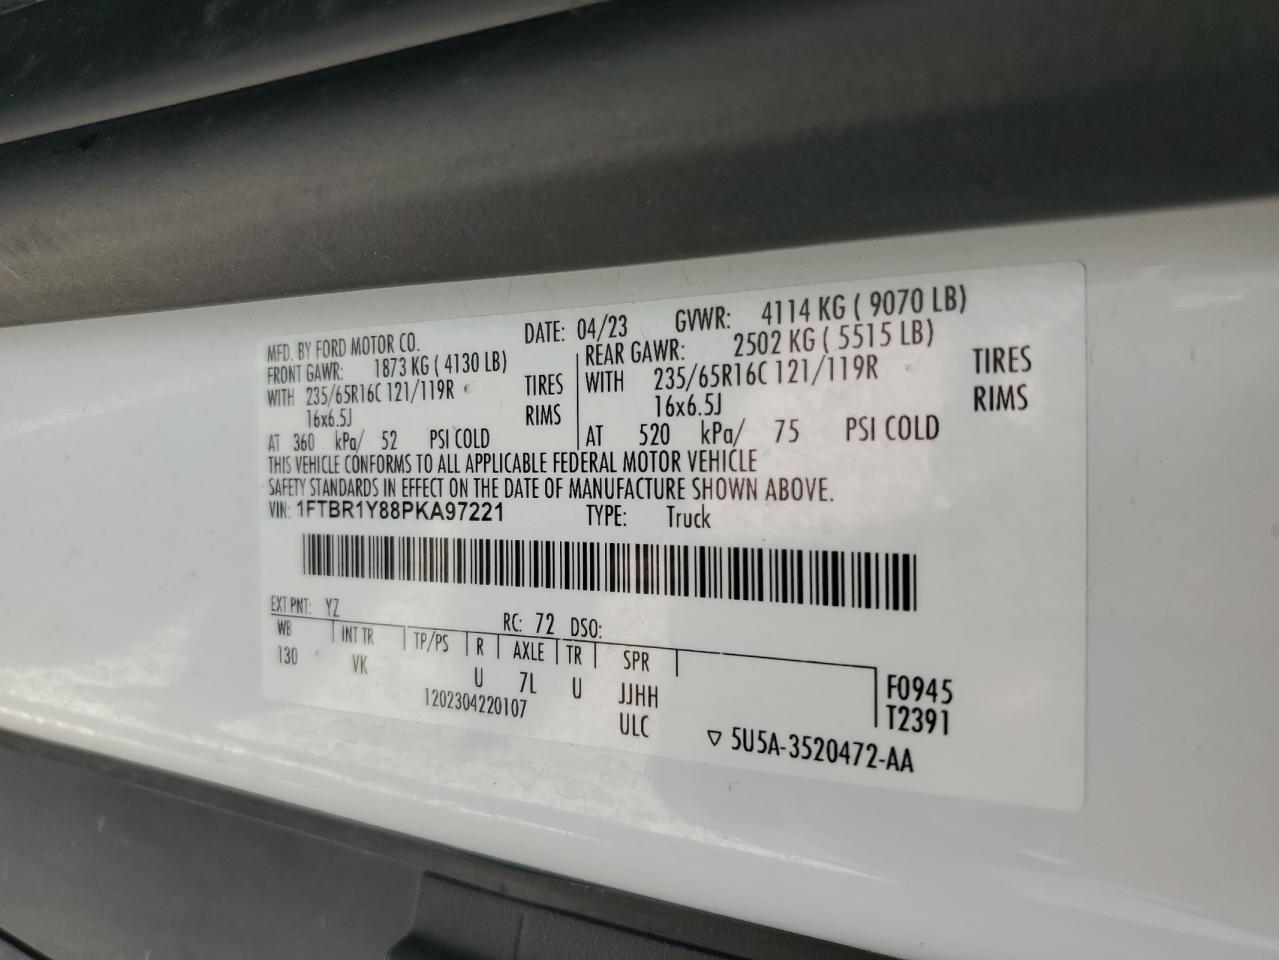 MFD. BY FORD MOTOR CO. DATE: 04/23 GVWR: 4114 KG ( 9070 LB)
FRONT GAWR: 1873 KG ( 4130 LB) REAR GAWR: 2502 KG ( 5515 LB)
WITH 235/65R16C 121/119R TIRES WITH 235/65R16C 121/119R TIRES
16x6.5J RIMS 16x6.5J RIMS
AT 360 kPa/ 52 PSI COLD AT 520 kPa/ 75 PSI COLD
THIS VEHICLE CONFORMS TO ALL APPLICABLE FEDERAL MOTOR VEHICLE
SAFETY STANDARDS IN EFFECT ON THE DATE OF MANUFACTURE SHOWN ABOVE.
VIN: 1FTBR1Y88PKA97221 TYPE: Truck
EXT PNT: YZ RC: 72 DSO:
WB INT TR TP/PS R AXLE TR SPR
130 VK U 7L U JJHH F0945
1202304220107 ULC T2391
▽ 5U5A-3520472-AA